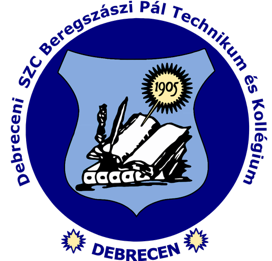 Debreceni SZC Beregszászi Pál Technikum és Kollégium
1905
DEBRECEN